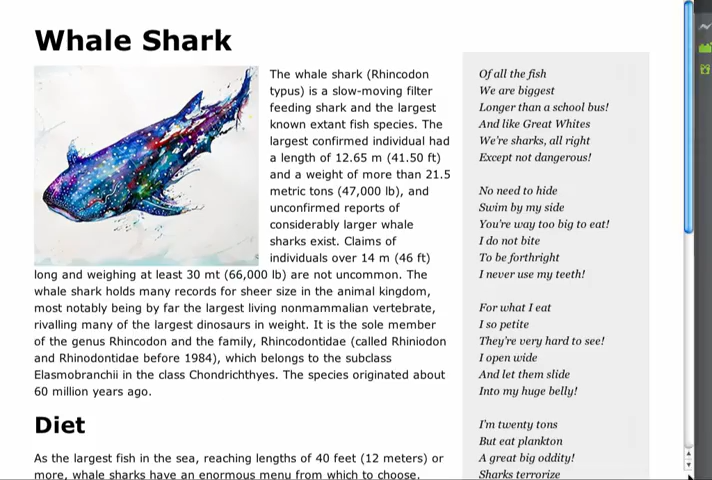 Whale Shark
The whale shark (Rhincodon
typus) is a slow-moving filter
feeding shark and the largest
known extant fish species. The
largest confirmed individual had
a length of 12.65 m (41.50 ft)
and a weight of more than 21.5
metric tons (47,000 lb), and
unconfirmed reports of
considerably larger whale
sharks exist. Claims of
individuals over 14 m (46 ft)
long and weighing at least 30 mt (66,000 lb) are not uncommon. The
whale shark holds many records for sheer size in the animal kingdom,
most notably being by far the largest living nonmammalian vertebrate,
rivalling many of the largest dinosaurs in weight. It is the sole member
of the genus Rhincodon and the family, Rhincodontidae (called Rhiniodon
and Rhinodontidae before 1984), which belongs to the subclass
Elasmobranchii in the class Chondrichthyes. The species originated about
60 million years ago.
Diet
As the largest fish in the sea, reaching lengths of 40 feet (12 meters) or
more, whale sharks have an enormous menu from which to choose.
Of all the fish
We are biggest
Longer than a school bus!
And like Great Whites
We're sharks, all right
Except not dangerous!
No need to hide
Swim by my side
You're way too big to eat!
I do not bite
To be forthright
I never use my teeth!
For what I eat
I so petite
They're very hard to see!
I open wide
And let them slide
Into my huge belly!
I'm twenty tons
But eat plankton
A great big oddity!
Sharks terrorize